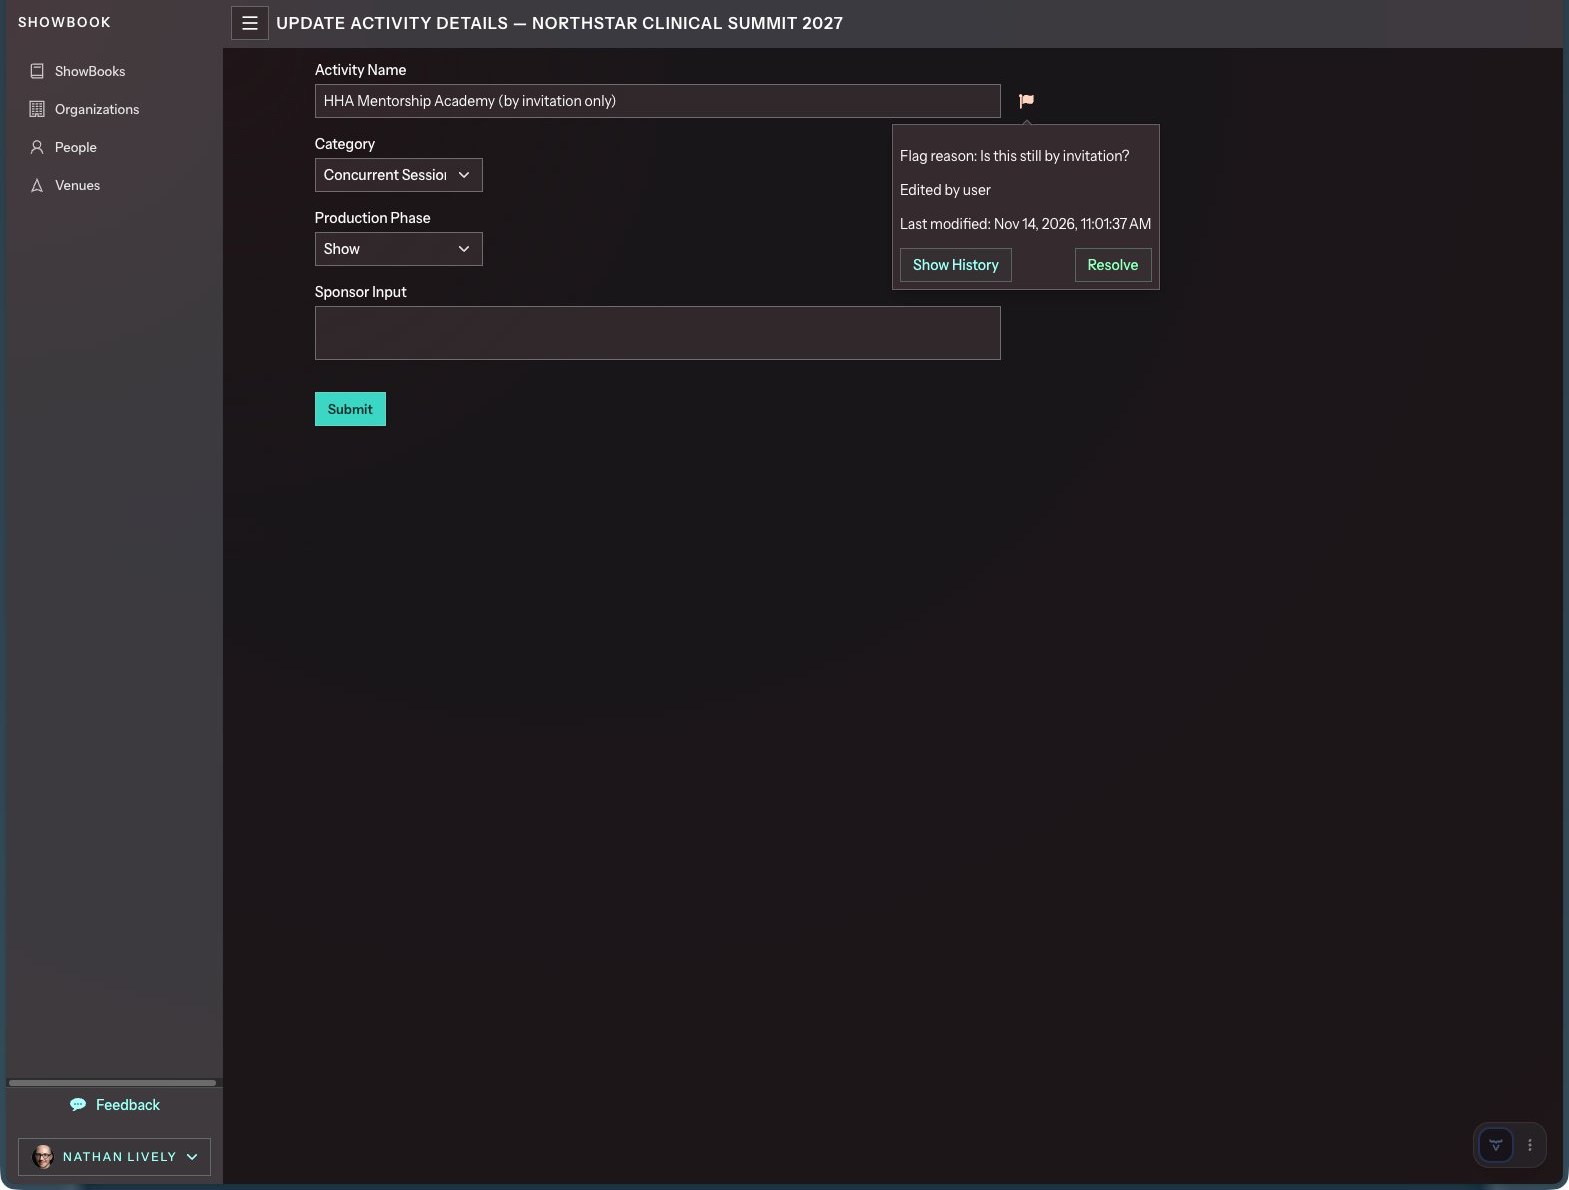 SHOWBOOK
UPDATE ACTIVITY DETAILS — NORTHSTAR CLINICAL SUMMIT 2027
ShowBooks
Organizations
People
Venues
Activity Name
HHA Mentorship Academy (by invitation only)
Flag reason: Is this still by invitation?
Edited by user
Last modified: Nov 14, 2026, 11:01:37 AM
Show History
Resolve
Category
Concurrent Session
Production Phase
Show
Sponsor Input
Submit
Feedback
NATHAN LIVELY